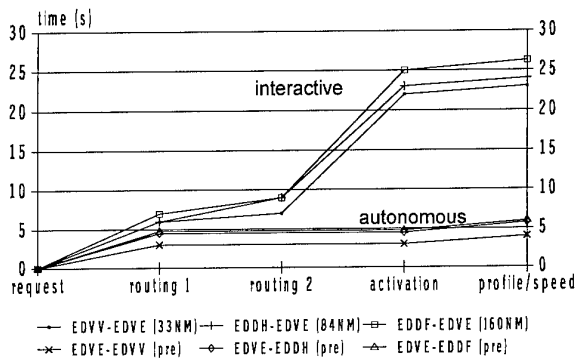 time (s)
30 30
25 25
interactive
20 20
15 15
10 10
autonomous
5 5
0 0
request routing 1 routing 2 activation profile/speed
EDVV-EDVE (33NM) EDDH-EDVE (84NM) EDDF-EDVE (160NM)
EDVE-EDVV (pre) EDVE-EDDH (pre) EDVE-EDDF (pre)